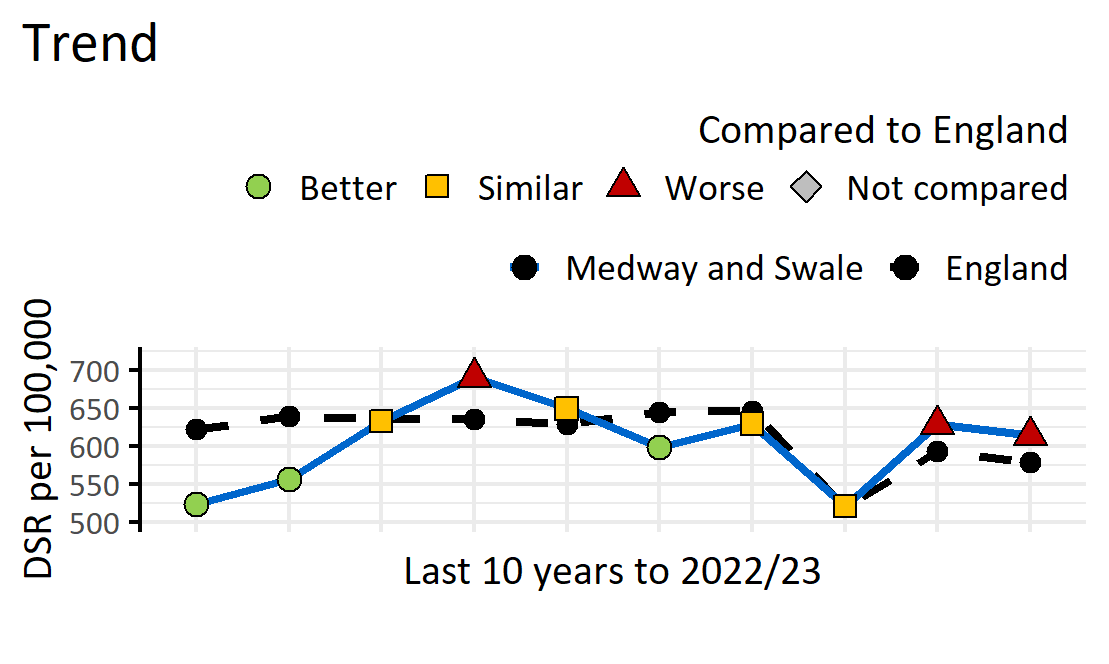 Trend
Compared to England
Better Similar Worse Not compared
Medway and Swale England
DSR per 100,000
700
650
600
550
500
Last 10 years to 2022/23